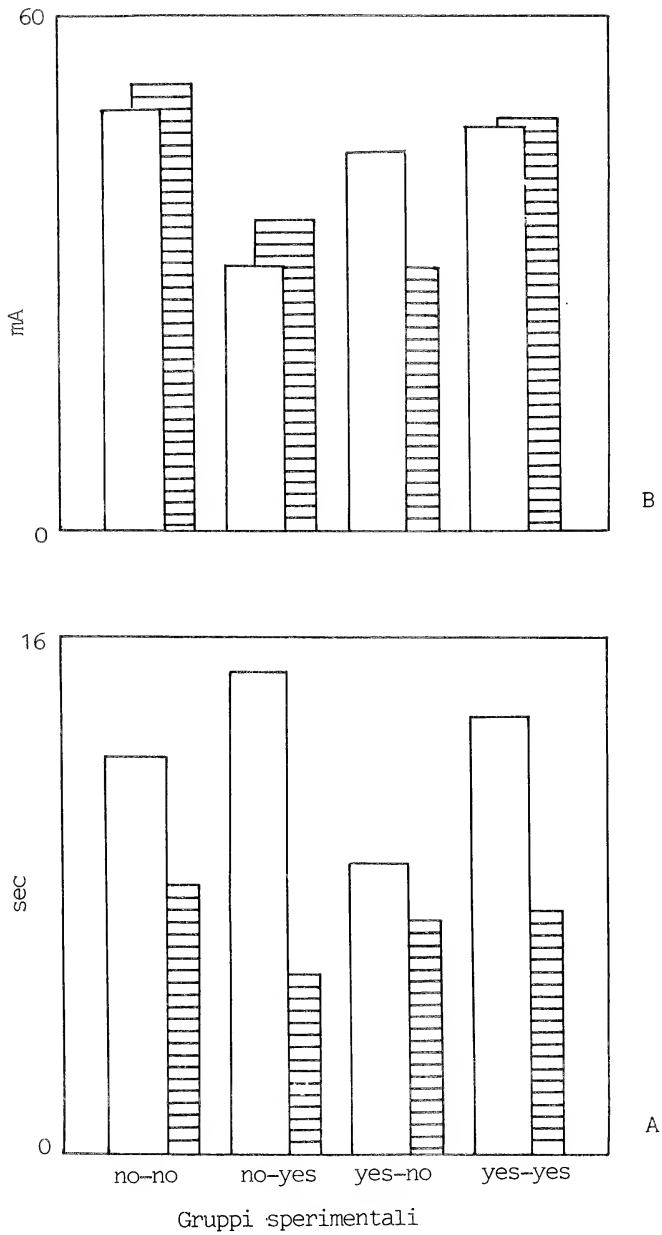 60
mA
0
B
16
sec
0
A
no-no no-yes yes-no yes-yes
Gruppi sperimentali